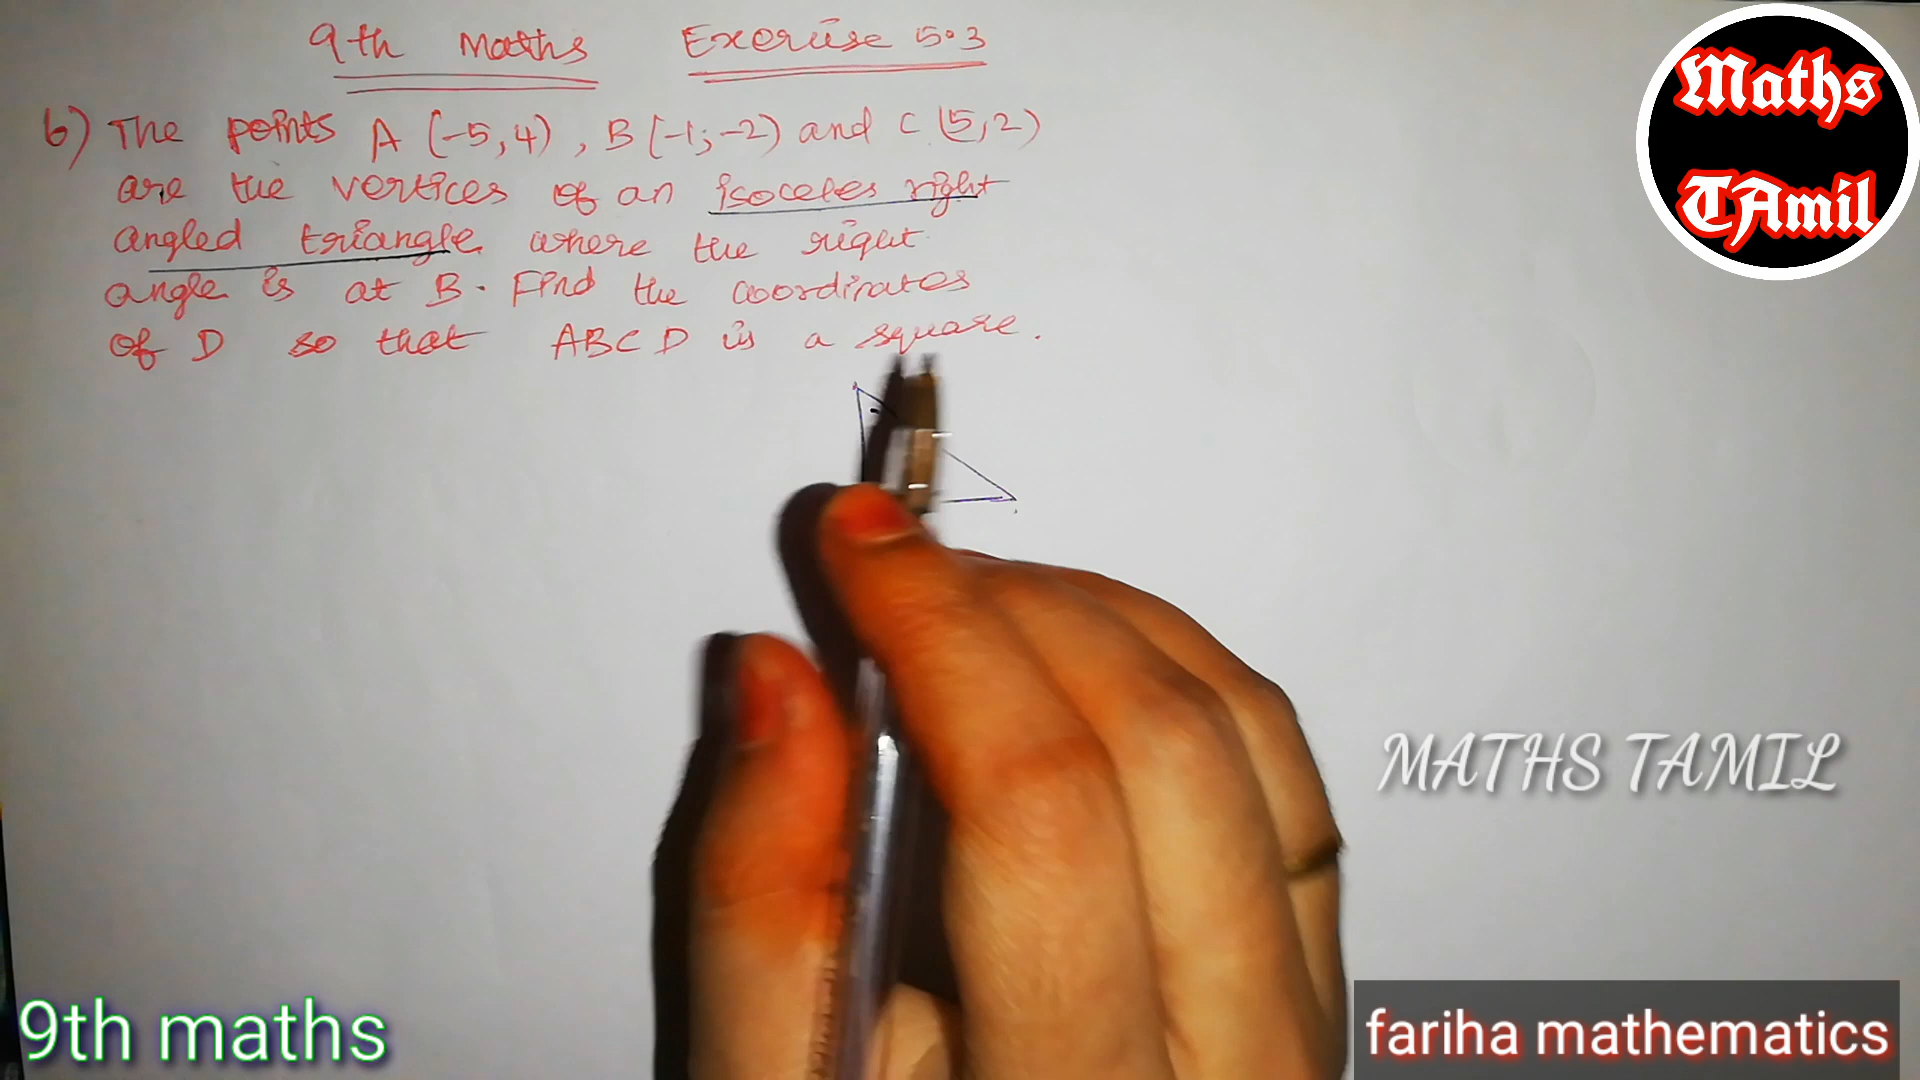 9th Maths Exercise 5.3
6) The points A (-5,4), B (-1,-2) and C (5,2)
are the vertices of an isoceles right
angled triangle where the right
angle is at B. Find the coordinates
of D so that ABCD is a square.
Maths
TAmil
MATHS TAMIL
9th maths
fariha mathematics